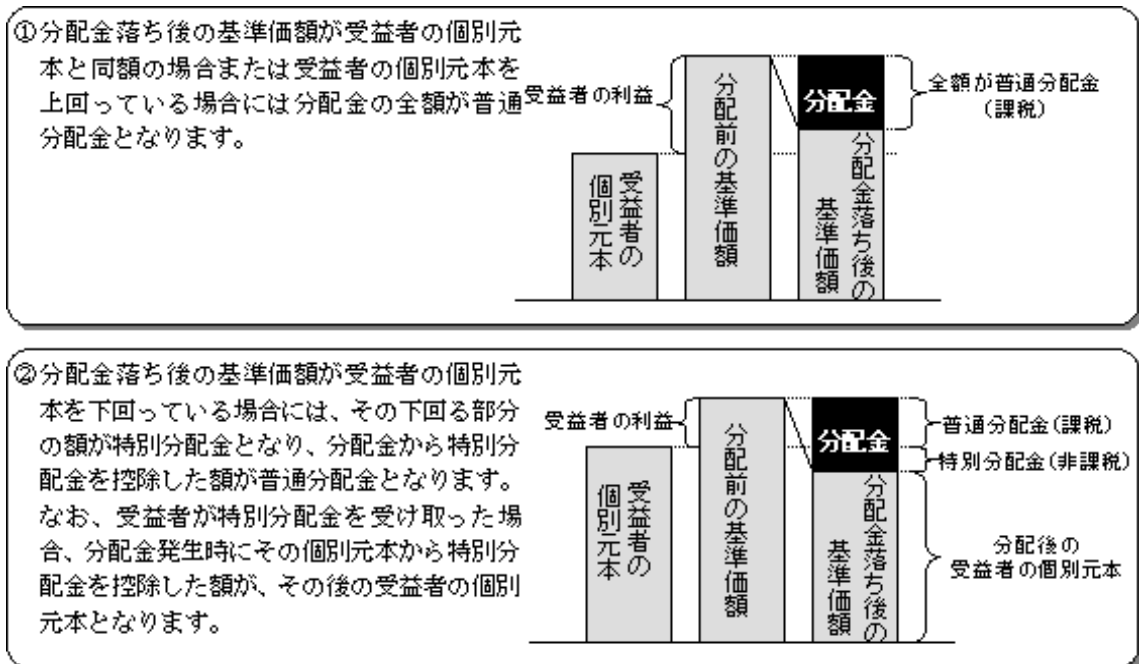 ①分配金落ち後の基準価額が受益者の個別元
本と同額の場合または受益者の個別元本を
上回っている場合には分配金の全額が普通
分配金となります。
受益者の利益
受益者の
個別元本
分配前の基準価額
分配金
分配金落ち後の
基準価額
全額が普通分配金
(課税)
②分配金落ち後の基準価額が受益者の個別元
本を下回っている場合には、その下回る部分
の額が特別分配金となり、分配金から特別分
配金を控除した額が普通分配金となります。
なお、受益者が特別分配金を受け取った場
合、分配金発生時にその個別元本から特別分
配金を控除した額が、その後の受益者の個別
元本となります。
受益者の利益
受益者の
個別元本
分配前の基準価額
分配金
分配金落ち後の
基準価額
普通分配金(課税)
特別分配金(非課税)
分配後の
受益者の個別元本